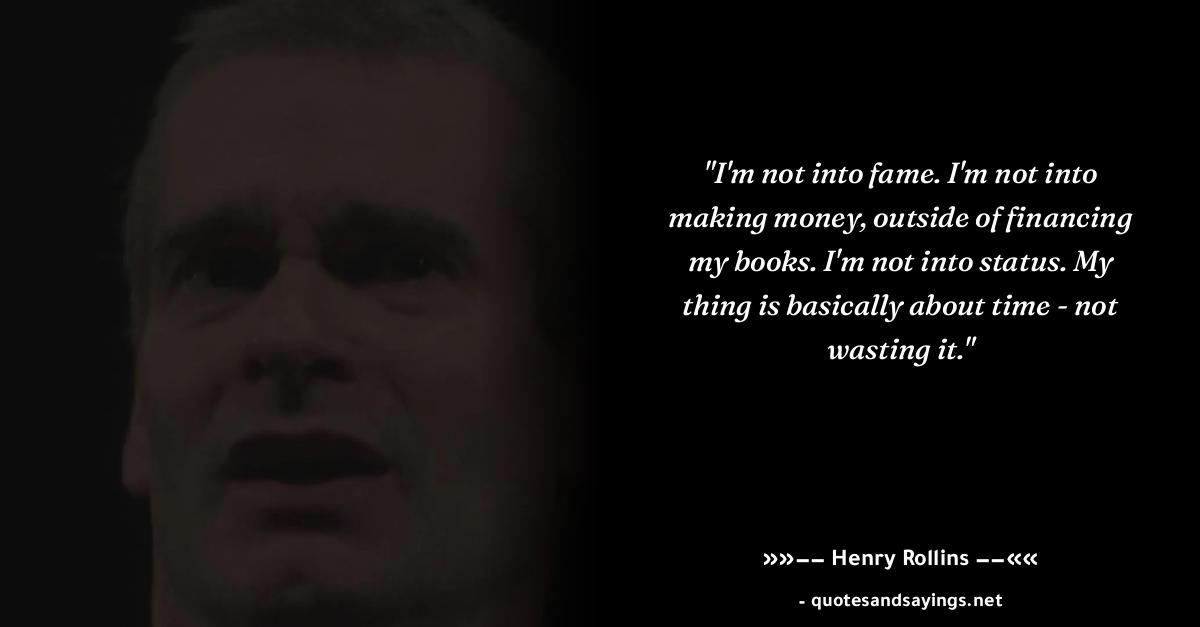 "I'm not into fame. I'm not into
making money, outside of financing
my books. I'm not into status. My
thing is basically about time - not
wasting it."
»»−− Henry Rollins −−««
- quotesandsayings.net